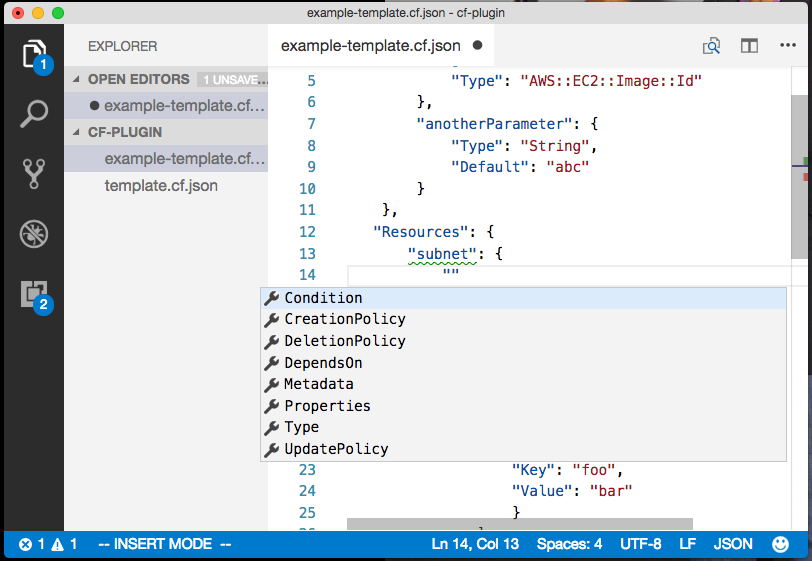 example-template.cf.json - cf-plugin
EXPLORER
example-template.cf.json
1
OPEN EDITORS
1 UNSAVE...
example-template.cf...
CF-PLUGIN
example-template.cf...
template.cf.json
2
5 "Type": "AWS::EC2::Image::Id"
6 },
7 "anotherParameter": {
8 "Type": "String",
9 "Default": "abc"
10 }
11 },
12 "Resources": {
13 "subnet": {
14 ""
Condition
CreationPolicy
DeletionPolicy
DependsOn
Metadata
Properties
Type
UpdatePolicy
23 "Key": "foo",
24 "Value": "bar"
25 }
1 1 -- INSERT MODE -- Ln 14, Col 13 Spaces: 4 UTF-8 LF JSON